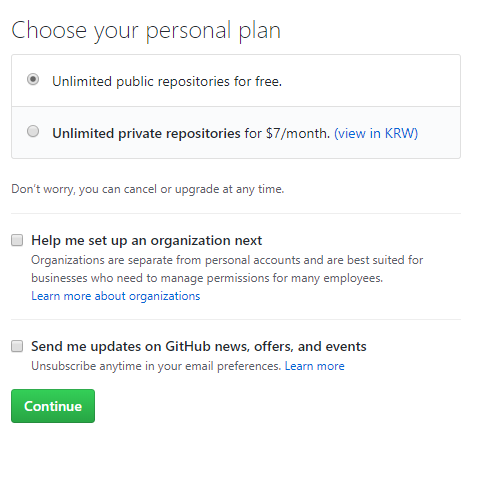 Choose your personal plan
Unlimited public repositories for free.
Unlimited private repositories for $7/month. (view in KRW)
Don't worry, you can cancel or upgrade at any time.
Help me set up an organization next
Organizations are separate from personal accounts and are best suited for
businesses who need to manage permissions for many employees.
Learn more about organizations
Send me updates on GitHub news, offers, and events
Unsubscribe anytime in your email preferences. Learn more
Continue